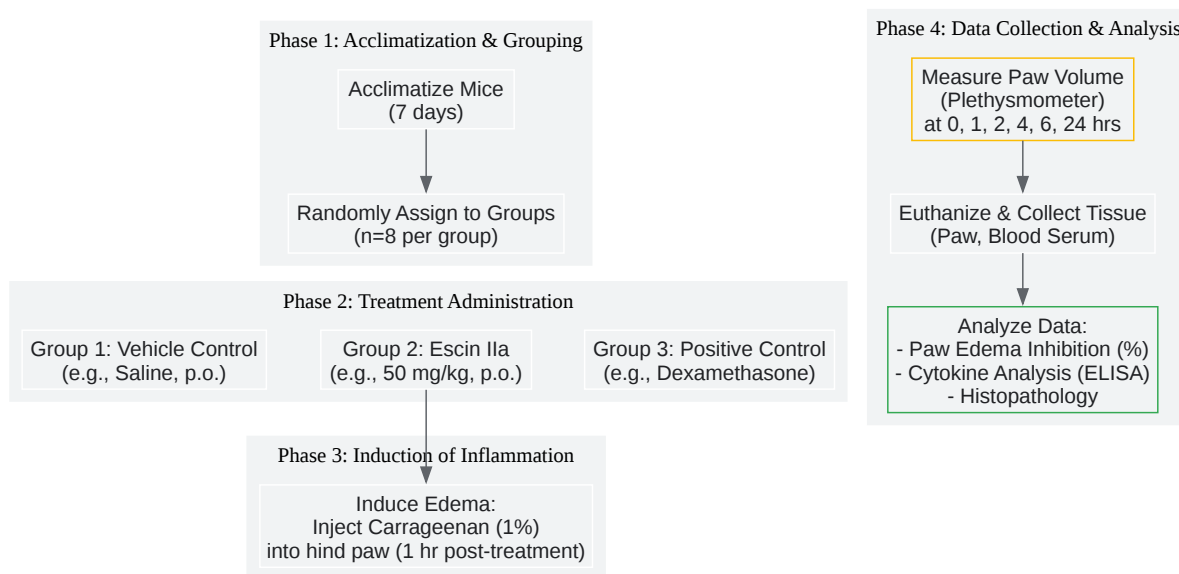 Phase 1: Acclimatization & Grouping
Acclimatize Mice
(7 days)
Randomly Assign to Groups
(n=8 per group)
Phase 2: Treatment Administration
Group 1: Vehicle Control
(e.g., Saline, p.o.)
Group 2: Escin IIa
(e.g., 50 mg/kg, p.o.)
Group 3: Positive Control
(e.g., Dexamethasone)
Phase 3: Induction of Inflammation
Induce Edema:
Inject Carrageenan (1%)
into hind paw (1 hr post-treatment)
Phase 4: Data Collection & Analysis
Measure Paw Volume
(Plethysmometer)
at 0, 1, 2, 4, 6, 24 hrs
Euthanize & Collect Tissue
(Paw, Blood Serum)
Analyze Data:
- Paw Edema Inhibition (%)
- Cytokine Analysis (ELISA)
- Histopathology